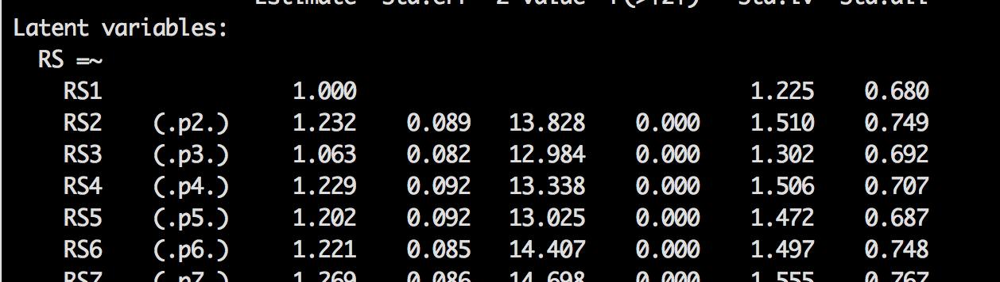 Estimate Std.Err z-value P(>|z|) Std.lv Std.all
Latent variables:
RS =~
RS1 1.000 1.225 0.680
RS2 (.p2.) 1.232 0.089 13.828 0.000 1.510 0.749
RS3 (.p3.) 1.063 0.082 12.984 0.000 1.302 0.692
RS4 (.p4.) 1.229 0.092 13.338 0.000 1.506 0.707
RS5 (.p5.) 1.202 0.092 13.025 0.000 1.472 0.687
RS6 (.p6.) 1.221 0.085 14.407 0.000 1.497 0.748
RS7 (.p7.) 1.269 0.086 14.698 0.000 1.555 0.767